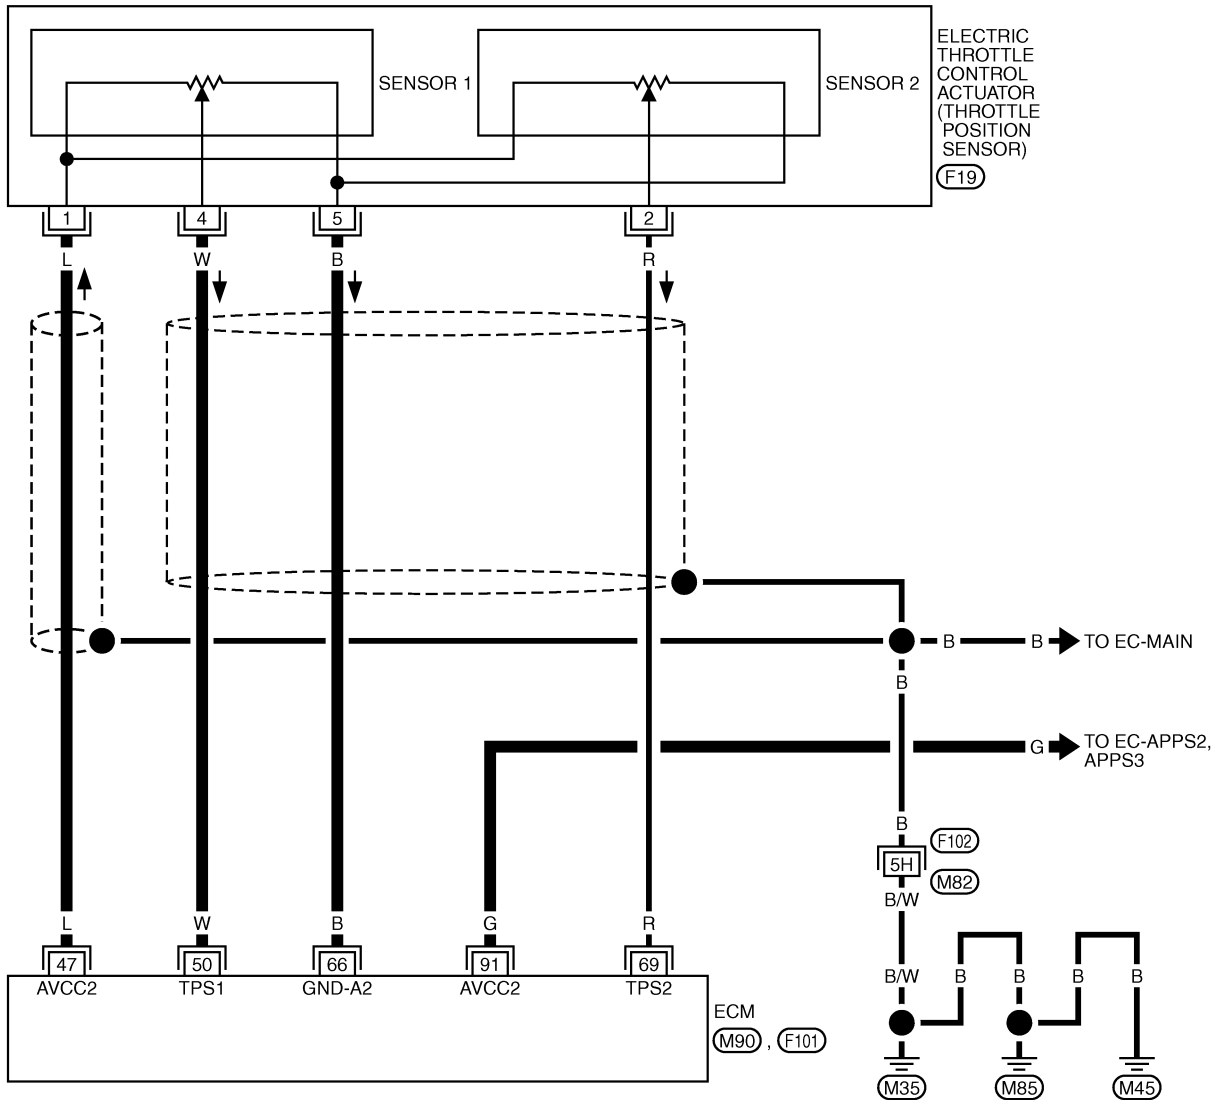 SENSOR 1
SENSOR 2
ELECTRIC
THROTTLE
CONTROL
ACTUATOR
(THROTTLE
POSITION
SENSOR)
F19
1
4
5
2
L
W
B
R
B
B
TO EC-MAIN
B
G
TO EC-APPS2,
APPS3
B
F102
5H
M82
B/W
L
W
B
G
R
47
50
66
91
69
B/W
B
B
B
B
AVCC2
TPS1
GND-A2
AVCC2
TPS2
ECM
M90 , F101
M35
M85
M45